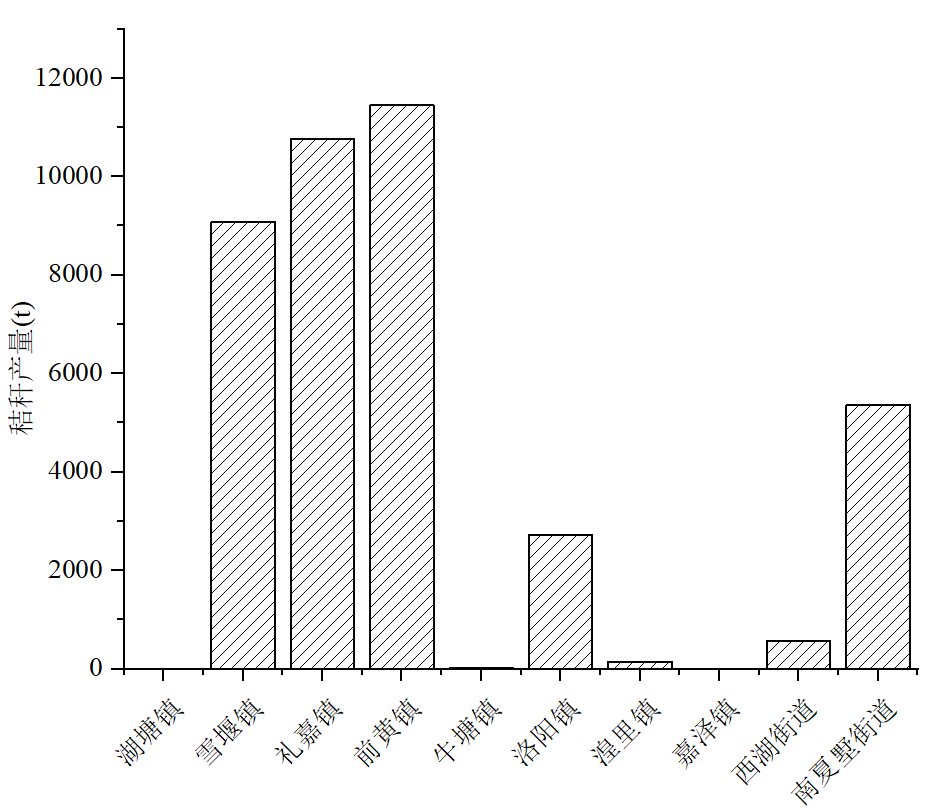 12000
10000
8000
6000
4000
2000
0
秸秆产量(t)
湖塘镇
雪堰镇
礼嘉镇
前黄镇
牛塘镇
洛阳镇
湟里镇
嘉泽镇
西湖街道
南夏墅街道